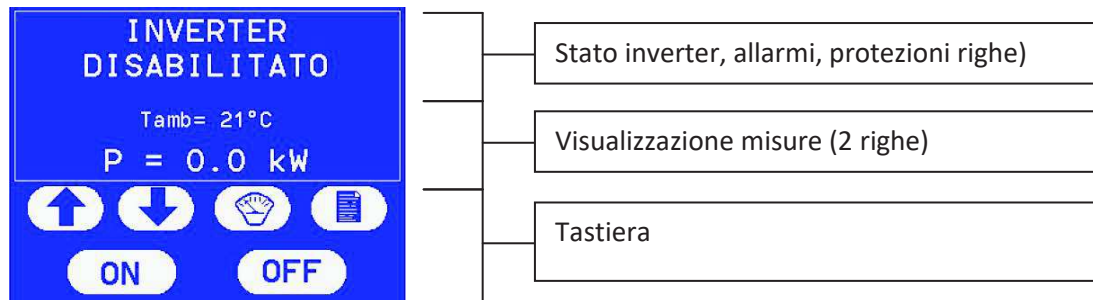 INVERTER
DISABILITATO
Tamb= 21°C
P = 0.0 kW
ON OFF
Stato inverter, allarmi, protezioni righe)
Visualizzazione misure (2 righe)
Tastiera